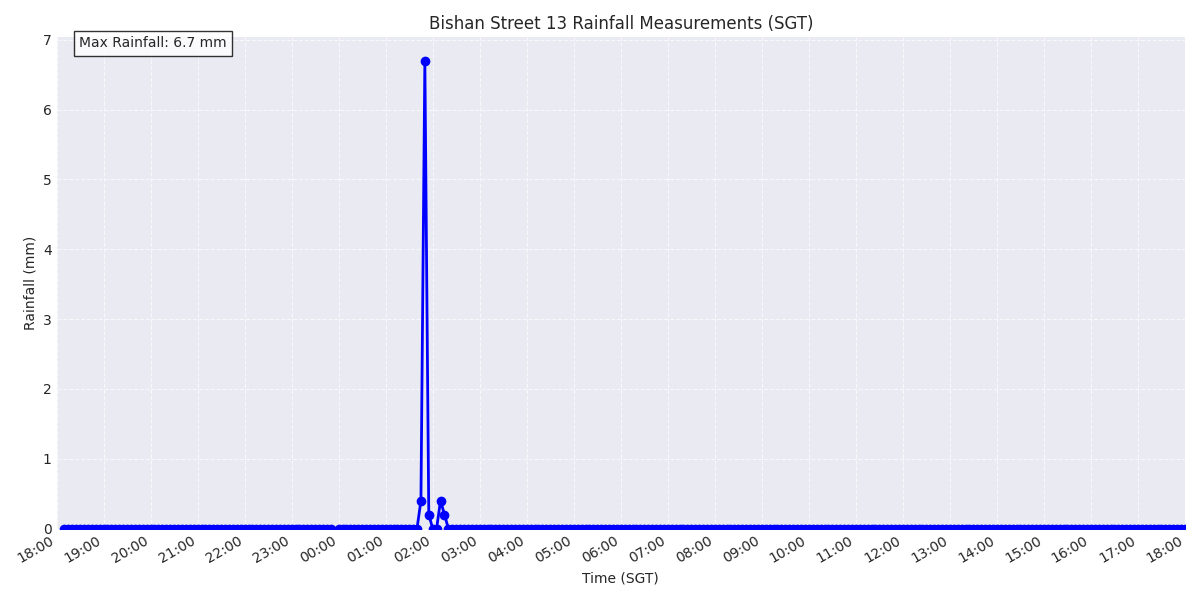 Bishan Street 13 Rainfall Measurements (SGT)
Max Rainfall: 6.7 mm
7
6
5
4
3
2
1
0
Rainfall (mm)
18:00 19:00 20:00 21:00 22:00 23:00 00:00 01:00 02:00 03:00 04:00 05:00 06:00 07:00 08:00 09:00 10:00 11:00 12:00 13:00 14:00 15:00 16:00 17:00 18:00
Time (SGT)